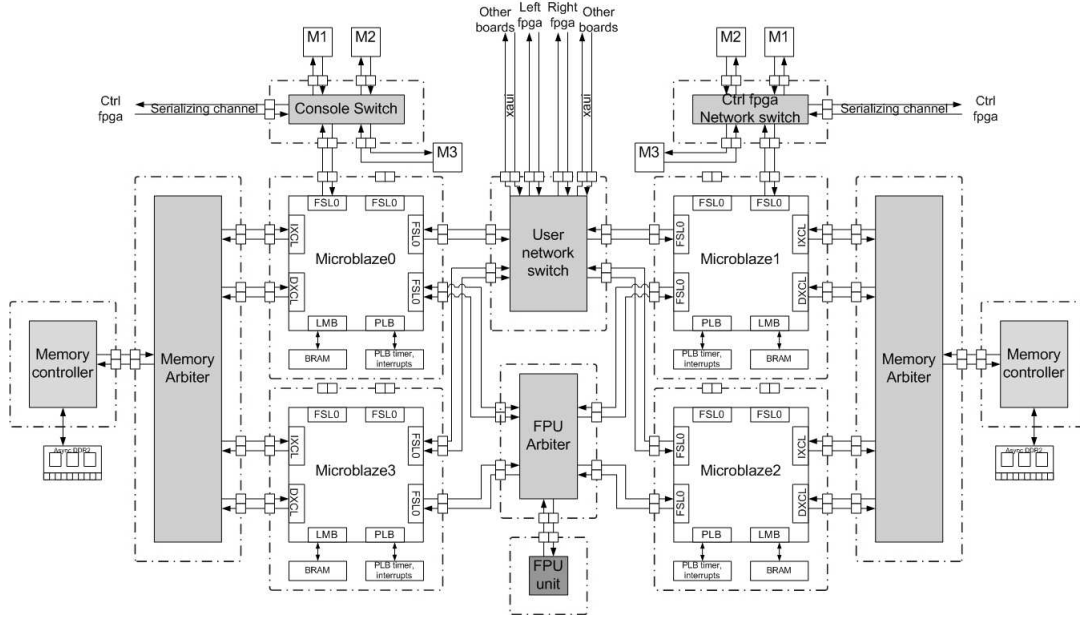 Other boards
Left fpga
Right fpga
Other boards
M1
M2
M2
M1
Ctrl fpga
Serializing channel
Console Switch
xaui
xaui
Ctrl fpga
Network switch
Serializing channel
Ctrl fpga
M3
M3
FSL0
FSL0
FSL0
FSL0
IXCL
Microblaze0
FSL0
User network switch
FSL0
Microblaze1
IXCL
DXCL
FSL0
FSL0
DXCL
LMB
PLB
PLB
LMB
BRAM
PLB timer, interrupts
PLB timer, interrupts
BRAM
Memory controller
Memory Arbiter
Memory Arbiter
Memory controller
Async DDR2
Async DDR2
FSL0
FSL0
FPU Arbiter
FSL0
FSL0
IXCL
Microblaze3
FSL0
FSL0
Microblaze2
IXCL
DXCL
FSL0
FSL0
DXCL
LMB
PLB
PLB
LMB
BRAM
PLB timer, interrupts
FPU unit
PLB timer, interrupts
BRAM